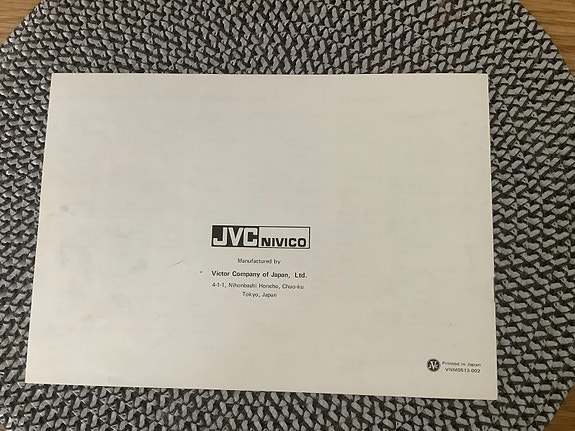 JVC NIVICO
Manufactured by
Victor Company of Japan, Ltd.
4-1-1, Nihonbashi Honcho, Chuo-ku
Tokyo, Japan
Printed in Japan
VNM0513-002